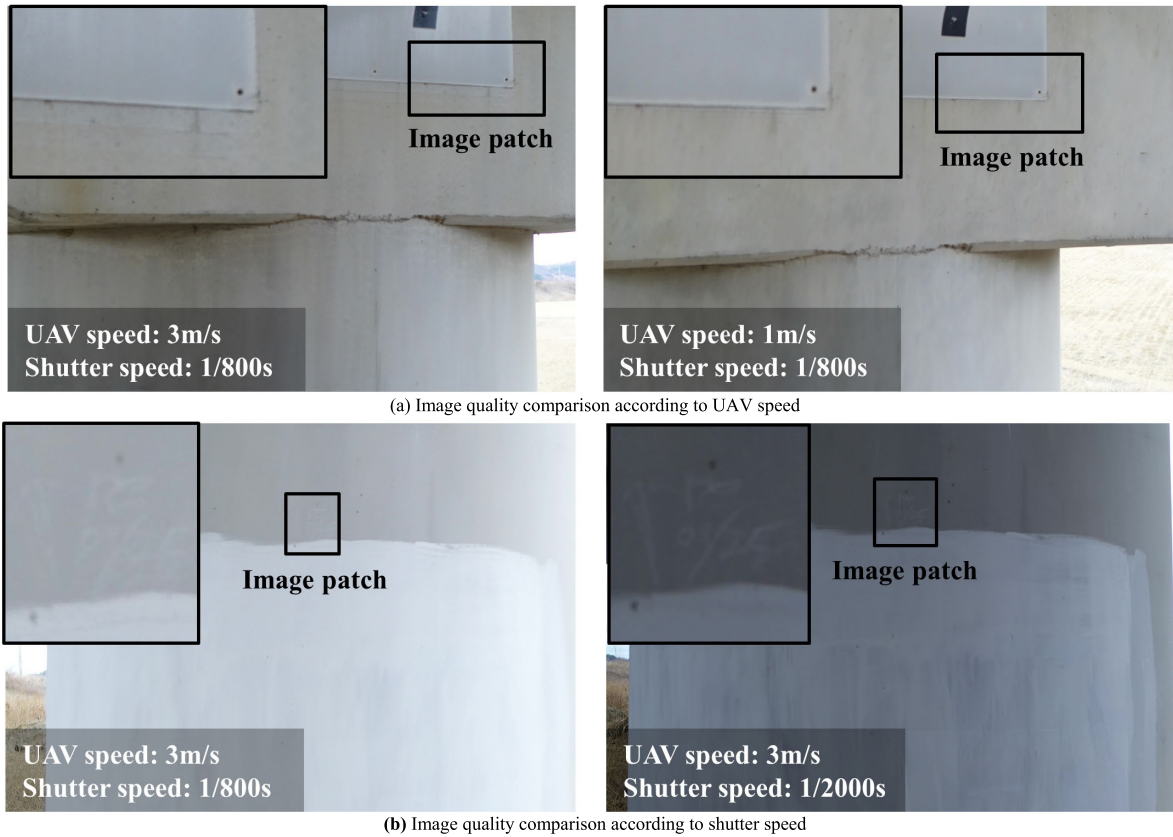 Image patch
Image patch
UAV speed: 3m/s
Shutter speed: 1/800s
UAV speed: 1m/s
Shutter speed: 1/800s
(a) Image quality comparison according to UAV speed
Image patch
Image patch
UAV speed: 3m/s
Shutter speed: 1/800s
UAV speed: 3m/s
Shutter speed: 1/2000s
(b) Image quality comparison according to shutter speed